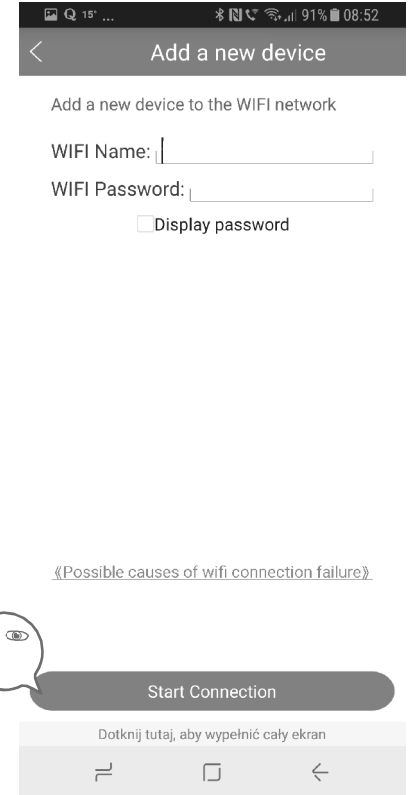 Q 15° ... 91% 08:52
Add a new device
Add a new device to the WIFI network
WIFI Name:
WIFI Password:
Display password
《Possible causes of wifi connection failure》
Start Connection
Dotknij tutaj, aby wypełnić cały ekran